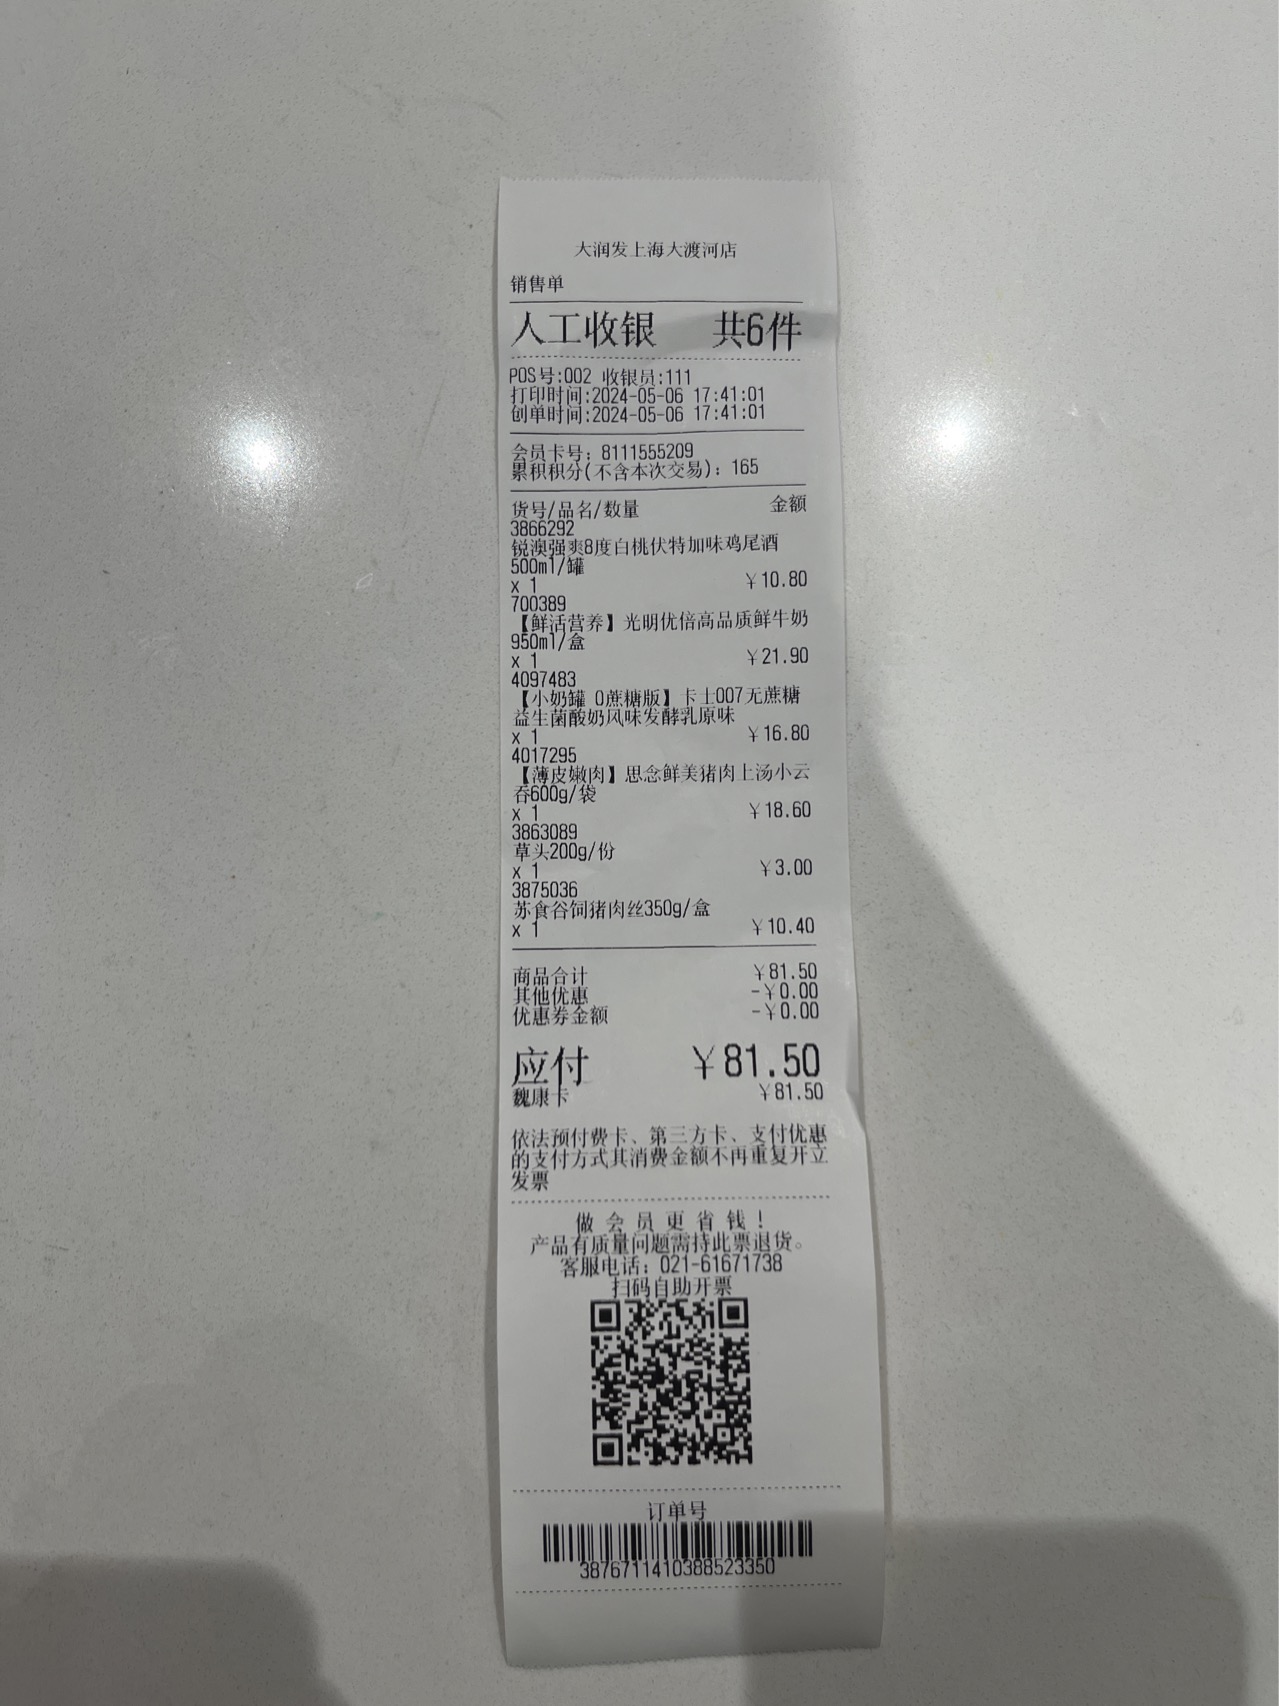 大润发上海大渡河店
销售单
人工收银 共6件
POS号:002 收银员:111
打印时间:2024-05-06 17:41:01
创单时间:2024-05-06 17:41:01
会员卡号: 8111555209
累积积分(不含本次交易): 165
货号/品名/数量 金额
3866292
锐澳强爽8度白桃伏特加味鸡尾酒
500ml/罐
x 1 ￥10.80
700389
【鲜活营养】光明优倍高品质鲜牛奶
950ml/盒
x 1 ￥21.90
4097483
【小奶罐 0蔗糖版】卡士007无蔗糖
益生菌酸奶风味发酵乳原味
x 1 ￥16.80
4017295
【薄皮嫩肉】思念鲜美猪肉上汤小云
吞600g/袋
x 1 ￥18.60
3863089
草头200g/份
x 1 ￥3.00
3875036
苏食谷饲猪肉丝350g/盒
x 1 ￥10.40
商品合计 ￥81.50
其他优惠 -￥0.00
优惠券金额 -￥0.00
应付 ￥81.50
魏康卡 ￥81.50
依法预付费卡、第三方卡、支付优惠
的支付方式其消费金额不再重复开立
发票
做 会 员 更 省 钱！
产品有质量问题需持此票退货。
客服电话: 021-61671738
扫码自助开票
订单号
3876711410388523350